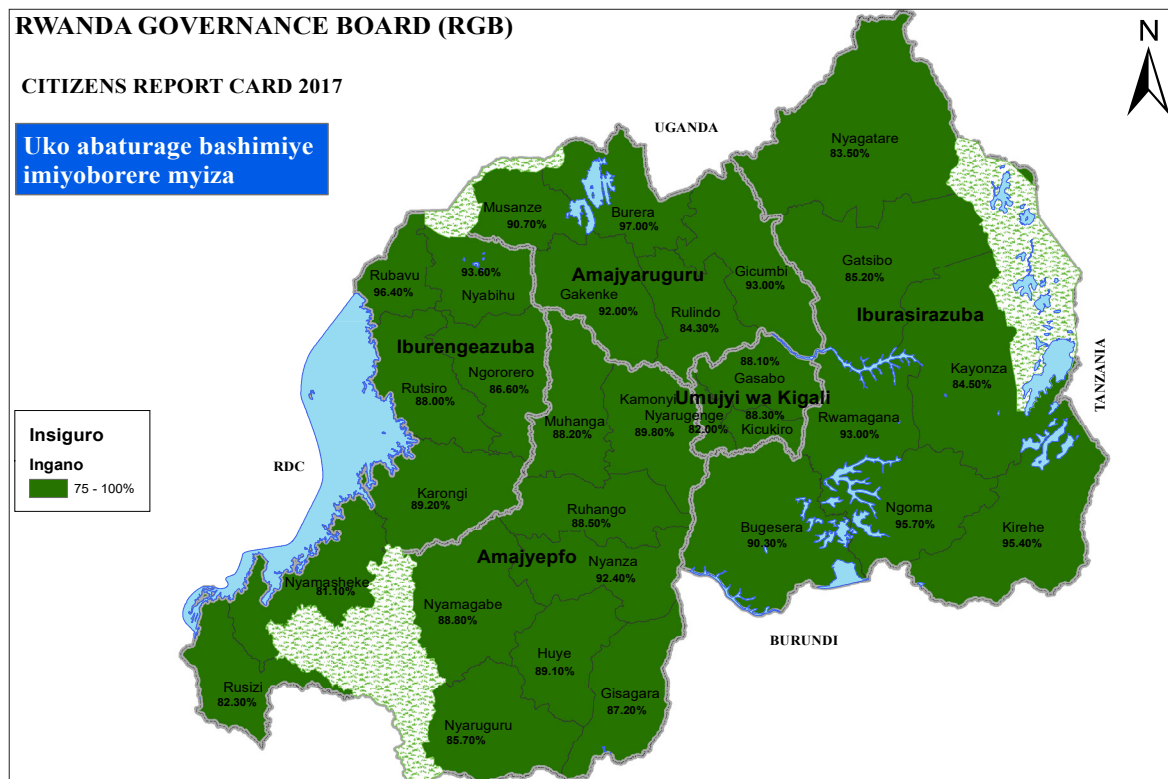 RWANDA GOVERNANCE BOARD (RGB)
CITIZENS REPORT CARD 2017
Uko abaturage bashimiye
imiyoborere myiza
N
UGANDA
Nyagatare
83.50%
Musanze
90.70%
Burera
97.00%
Rubavu
96.40%
93.60%
Nyabihu
Amajyaruguru
Gakenke
92.00%
Gicumbi
93.00%
Rulindo
84.30%
Gatsibo
85.20%
Iburasirazuba
Iburengeazuba
Ngororero
86.60%
Rutsiro
88.00%
88.10%
Gasabo
Umujyi wa Kigali
88.30%
Kicukiro
Nyarugenge
82.00%
Kamonyi
89.80%
Muhanga
88.20%
Kayonza
84.50%
Rwamagana
93.00%
TANZANIA
Insiguro
Ingano
75 - 100%
RDC
Karongi
89.20%
Ruhango
88.50%
Bugesera
90.30%
Ngoma
95.70%
Kirehe
95.40%
Amajyepfo
Nyanza
92.40%
Nyamasheke
81.10%
Nyamagabe
88.80%
BURUNDI
Huye
89.10%
Rusizi
82.30%
Gisagara
87.20%
Nyaruguru
85.70%